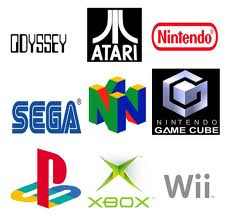 ODYSSEY
ATARI
Nintendo
SEGA
NINTENDO
GAME CUBE
XBOX
Wii